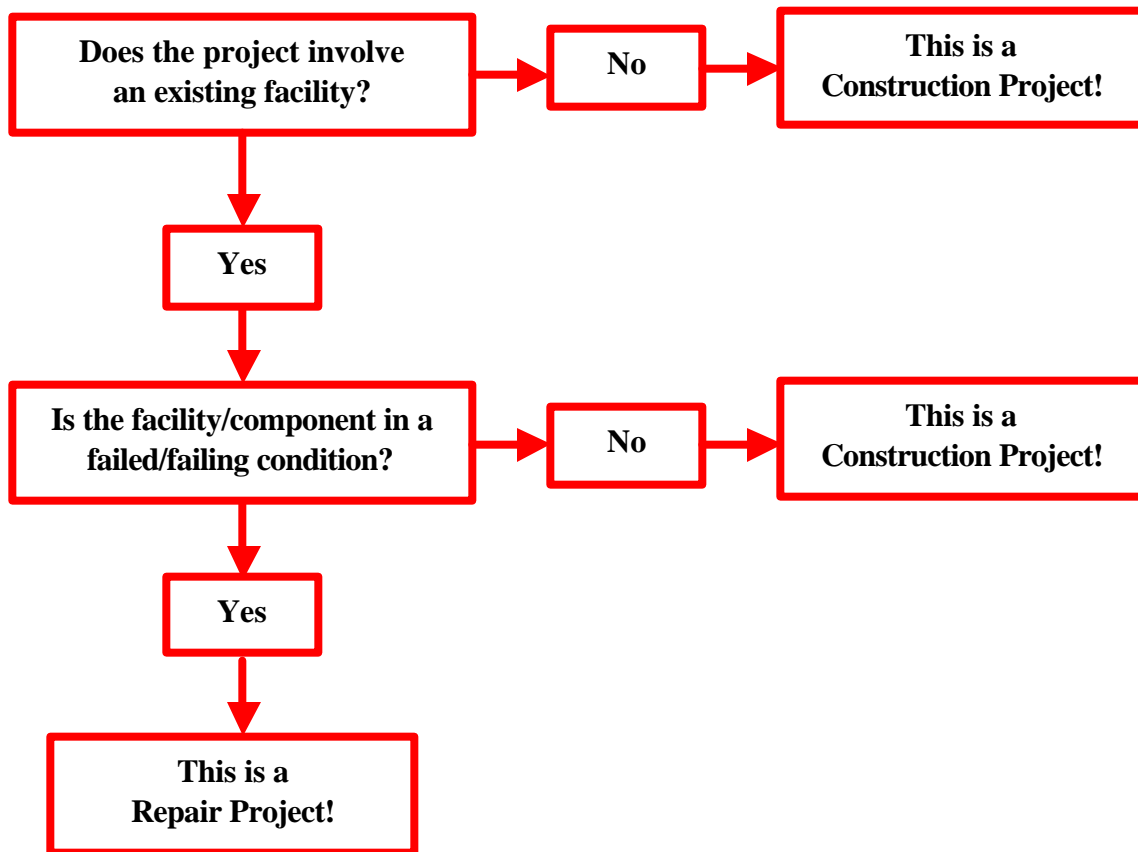 Does the project involve
an existing facility?
No
This is a
Construction Project!
Yes
Is the facility/component in a
failed/failing condition?
No
This is a
Construction Project!
Yes
This is a
Repair Project!